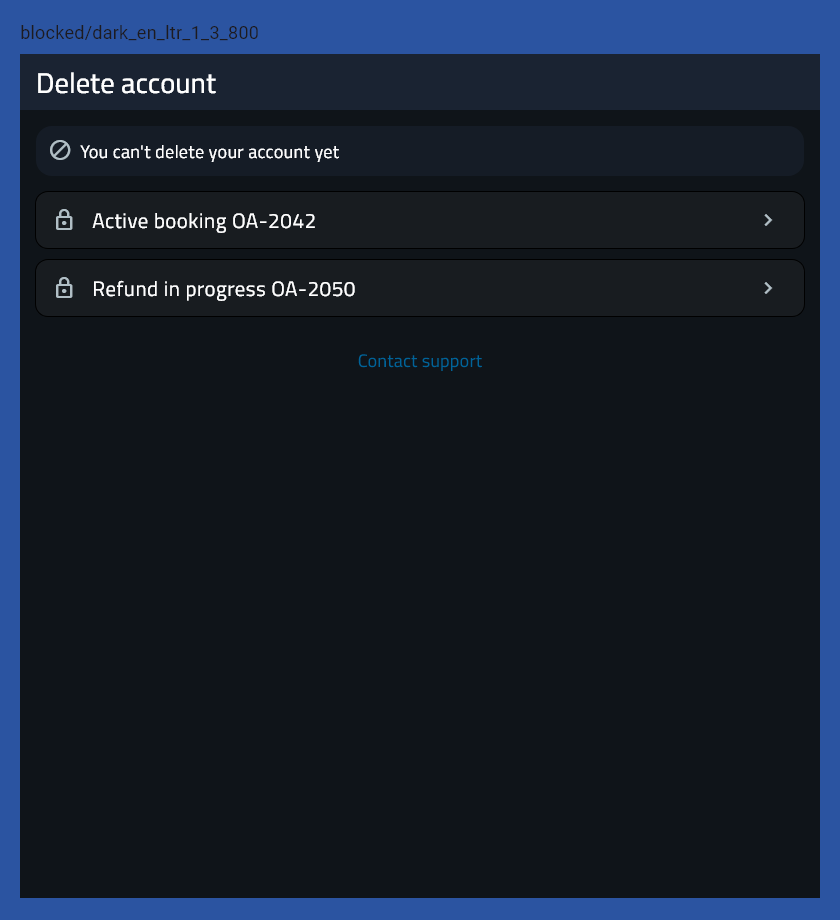 blocked/dark_en_ltr_1_3_800
Delete account
You can't delete your account yet
Active booking OA-2042
Refund in progress OA-2050
Contact support